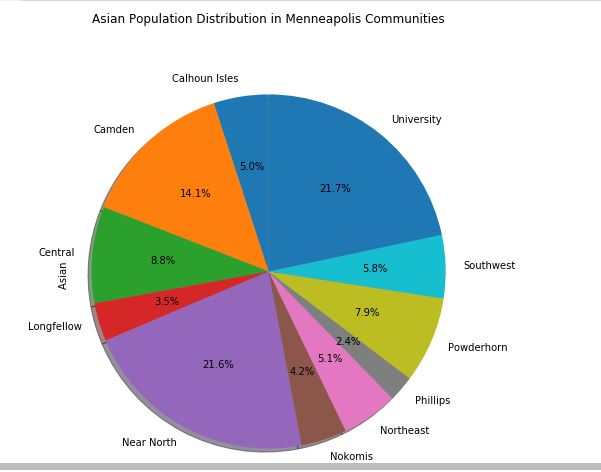 Asian Population Distribution in Menneapolis Communities
Calhoun Isles
University
Camden
5.0%
21.7%
14.1%
Central
8.8%
5.8%
Southwest
Asian
3.5%
7.9%
Longfellow
2.4%
Powderhorn
21.6%
5.1%
4.2%
Phillips
Northeast
Near North
Nokomis